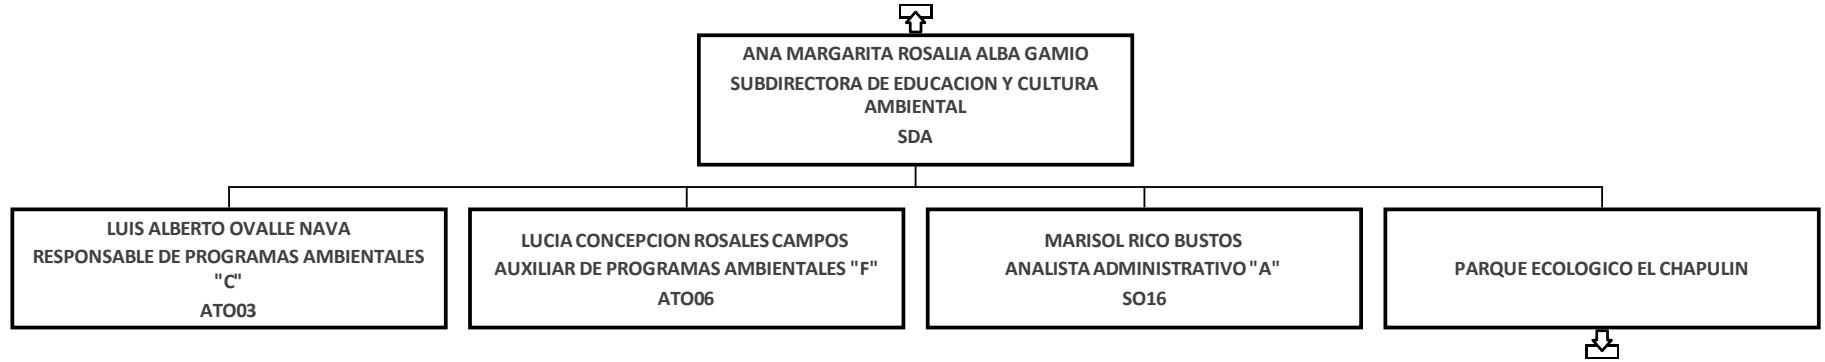 ANA MARGARITA ROSALIA ALBA GAMIO
SUBDIRECTORA DE EDUCACION Y CULTURA
AMBIENTAL
SDA
LUIS ALBERTO OVALLE NAVA
RESPONSABLE DE PROGRAMAS AMBIENTALES
"C"
ATO03
LUCIA CONCEPCION ROSALES CAMPOS
AUXILIAR DE PROGRAMAS AMBIENTALES "F"
ATO06
MARISOL RICO BUSTOS
ANALISTA ADMINISTRATIVO "A"
SO16
PARQUE ECOLOGICO EL CHAPULIN